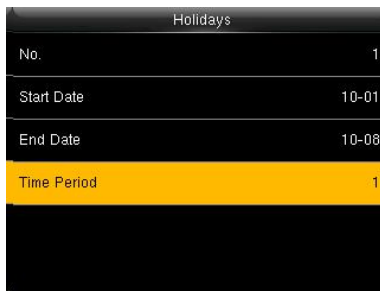 Holidays
No. 1
Start Date 10-01
End Date 10-08
Time Period 1